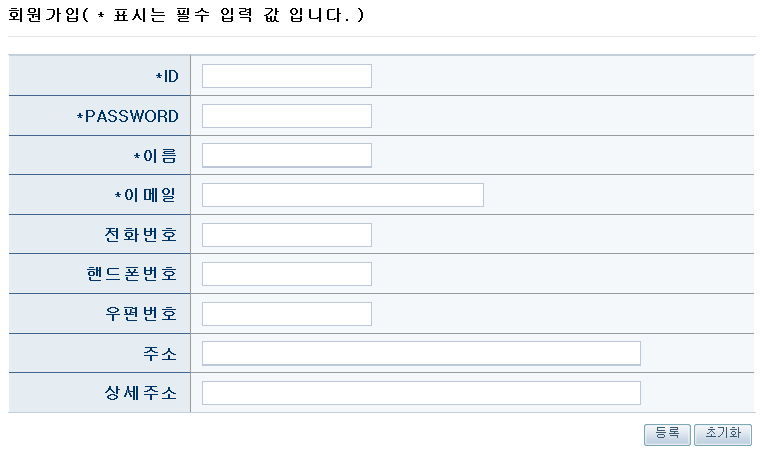 회원가입( * 표시는 필수 입력 값 입니다. )
*ID
*PASSWORD
*이름
*이메일
전화번호
핸드폰번호
우편번호
주소
상세주소
등록 초기화